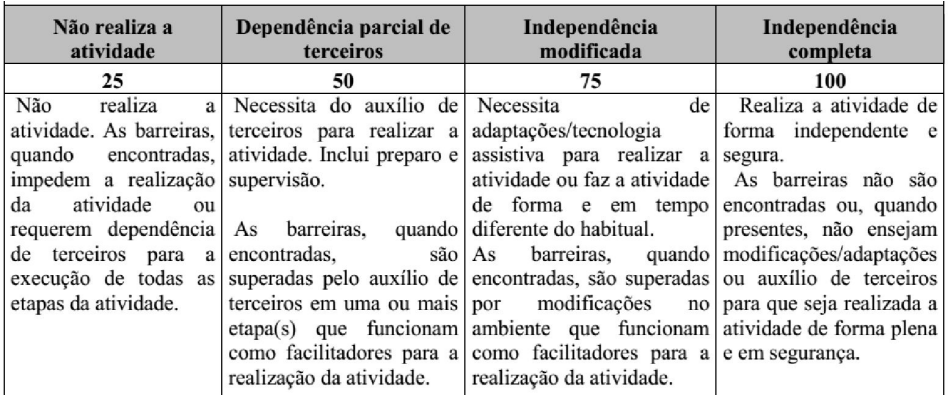 Não realiza a
atividade
Dependência parcial de
terceiros
Independência
modificada
Independência
completa
25
50
75
100
Não realiza a
atividade. As barreiras,
quando encontradas,
impedem a realização
da atividade ou
requerem dependência
de terceiros para a
execução de todas as
etapas da atividade.
Necessita do auxílio de
terceiros para realizar a
atividade. Inclui preparo e
supervisão.
As barreiras, quando
encontradas, são
superadas pelo auxílio de
terceiros em uma ou mais
etapa(s) que funcionam
como facilitadores para a
realização da atividade.
Necessita de
adaptações/tecnologia
assistiva para realizar a
atividade ou faz a atividade
de forma e em tempo
diferente do habitual.
As barreiras, quando
encontradas, são superadas
por modificações no
ambiente que funcionam
como facilitadores para a
realização da atividade.
Realiza a atividade de
forma independente e
segura.
As barreiras não são
encontradas ou, quando
presentes, não ensejam
modificações/adaptações
ou auxílio de terceiros
para que seja realizada a
atividade de forma plena
e em segurança.